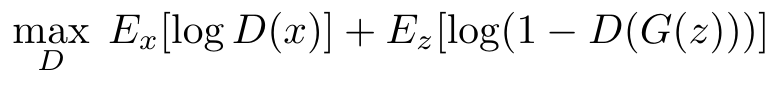 max_D E_x[log D(x)] + E_z[log(1 − D(G(z)))]